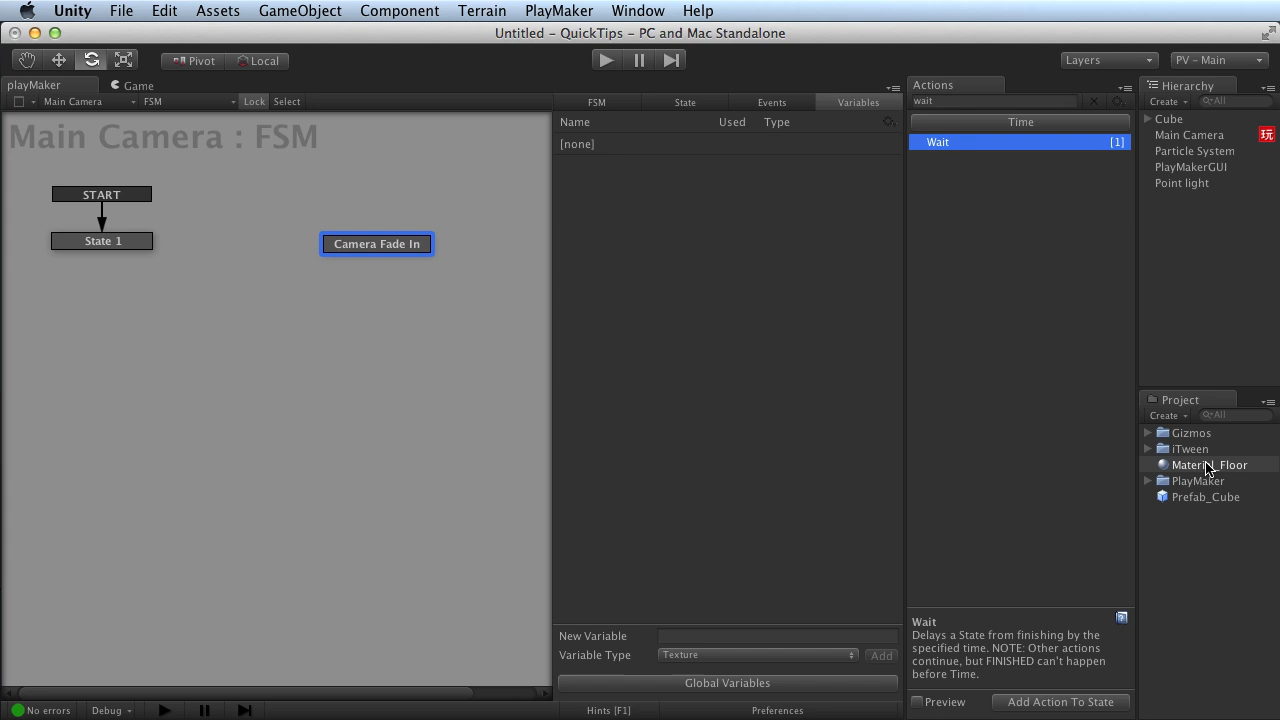 Unity File Edit Assets GameObject Component Terrain PlayMaker Window Help
Untitled – QuickTips – PC and Mac Standalone
Pivot Local Layers PV - Main
playMaker Game
Main Camera FSM Lock Select
Main Camera : FSM
START
State 1
Camera Fade In
FSM State Events Variables
Name Used Type
[none]
New Variable
Variable Type Texture Add
Global Variables
Actions
wait
Time
Wait [1]
Wait
Delays a State from finishing by the
specified time. NOTE: Other actions
continue, but FINISHED can't happen
before Time.
Preview Add Action To State
Hierarchy
Create All
Cube
Main Camera 玩
Particle System
PlayMakerGUI
Point light
Project
Create All
Gizmos
iTween
Material_Floor
PlayMaker
Prefab_Cube
No errors Debug Hints [F1] Preferences